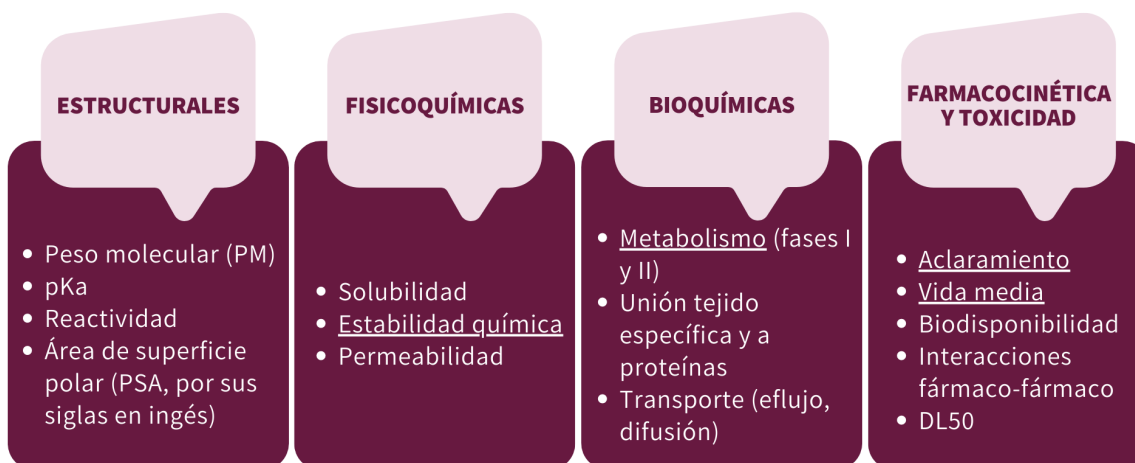 ESTRUCTURALES
• Peso molecular (PM)
• pKa
• Reactividad
• Área de superficie
polar (PSA, por sus
siglas en ingés)
FISICOQUÍMICAS
• Solubilidad
• Estabilidad química
• Permeabilidad
BIOQUÍMICAS
• Metabolismo (fases I
y II)
• Unión tejido
específica y a
proteínas
• Transporte (eflujo,
difusión)
FARMACOCINÉTICA
Y TOXICIDAD
• Aclaramiento
• Vida media
• Biodisponibilidad
• Interacciones
fármaco-fármaco
• DL50